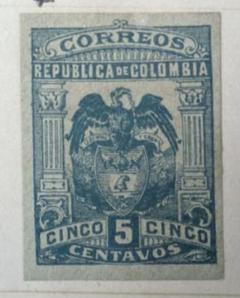 CORREOS
REPUBLICA DE COLOMBIA
CINCO 5 CINCO
CENTAVOS